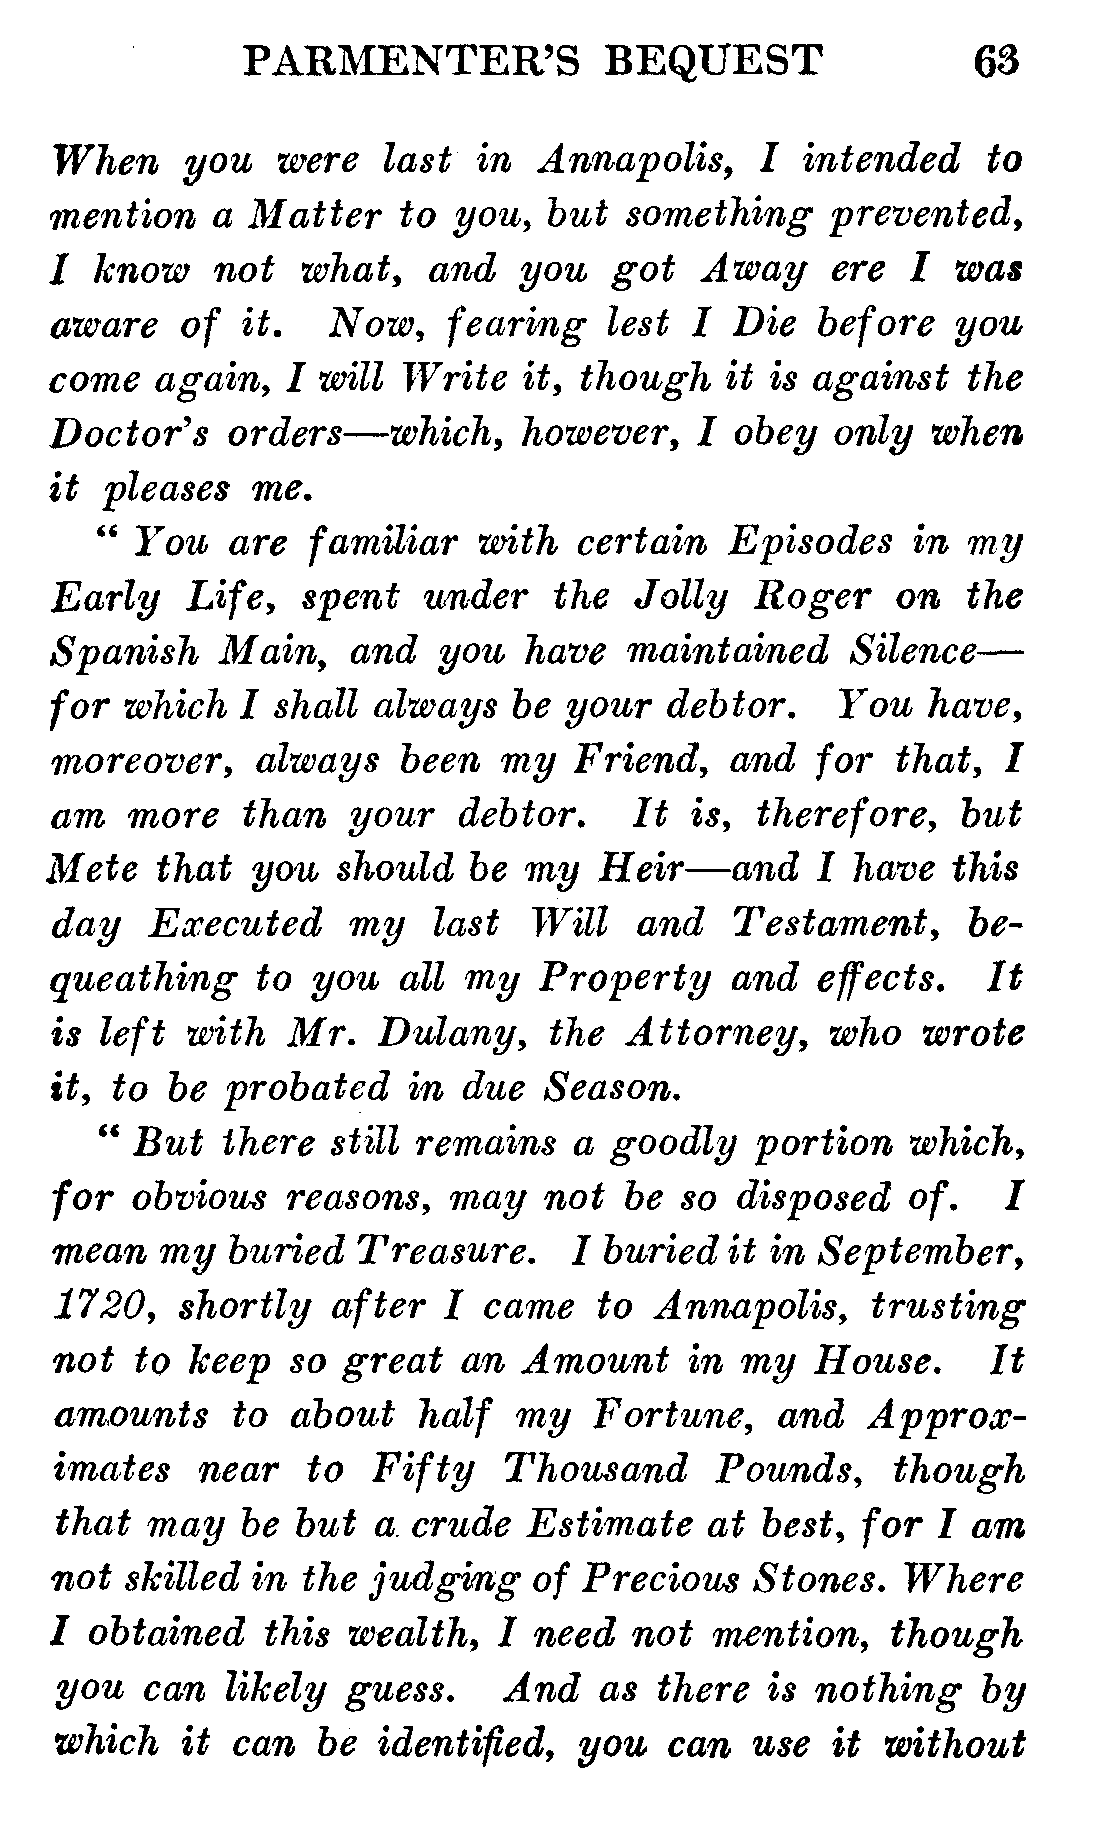 PARMENTER'S BEQUEST 63
When you were last in Annapolis, I intended to
mention a Matter to you, but something prevented,
I know not what, and you got Away ere I was
aware of it. Now, fearing lest I Die before you
come again, I will Write it, though it is against the
Doctor's orders—which, however, I obey only when
it pleases me.
“ You are familiar with certain Episodes in my
Early Life, spent under the Jolly Roger on the
Spanish Main, and you have maintained Silence—
for which I shall always be your debtor. You have,
moreover, always been my Friend, and for that, I
am more than your debtor. It is, therefore, but
Mete that you should be my Heir—and I have this
day Executed my last Will and Testament, be-
queathing to you all my Property and effects. It
is left with Mr. Dulany, the Attorney, who wrote
it, to be probated in due Season.
“ But there still remains a goodly portion which,
for obvious reasons, may not be so disposed of. I
mean my buried Treasure. I buried it in September,
1720, shortly after I came to Annapolis, trusting
not to keep so great an Amount in my House. It
amounts to about half my Fortune, and Approx-
imates near to Fifty Thousand Pounds, though
that may be but a crude Estimate at best, for I am
not skilled in the judging of Precious Stones. Where
I obtained this wealth, I need not mention, though
you can likely guess. And as there is nothing by
which it can be identified, you can use it without